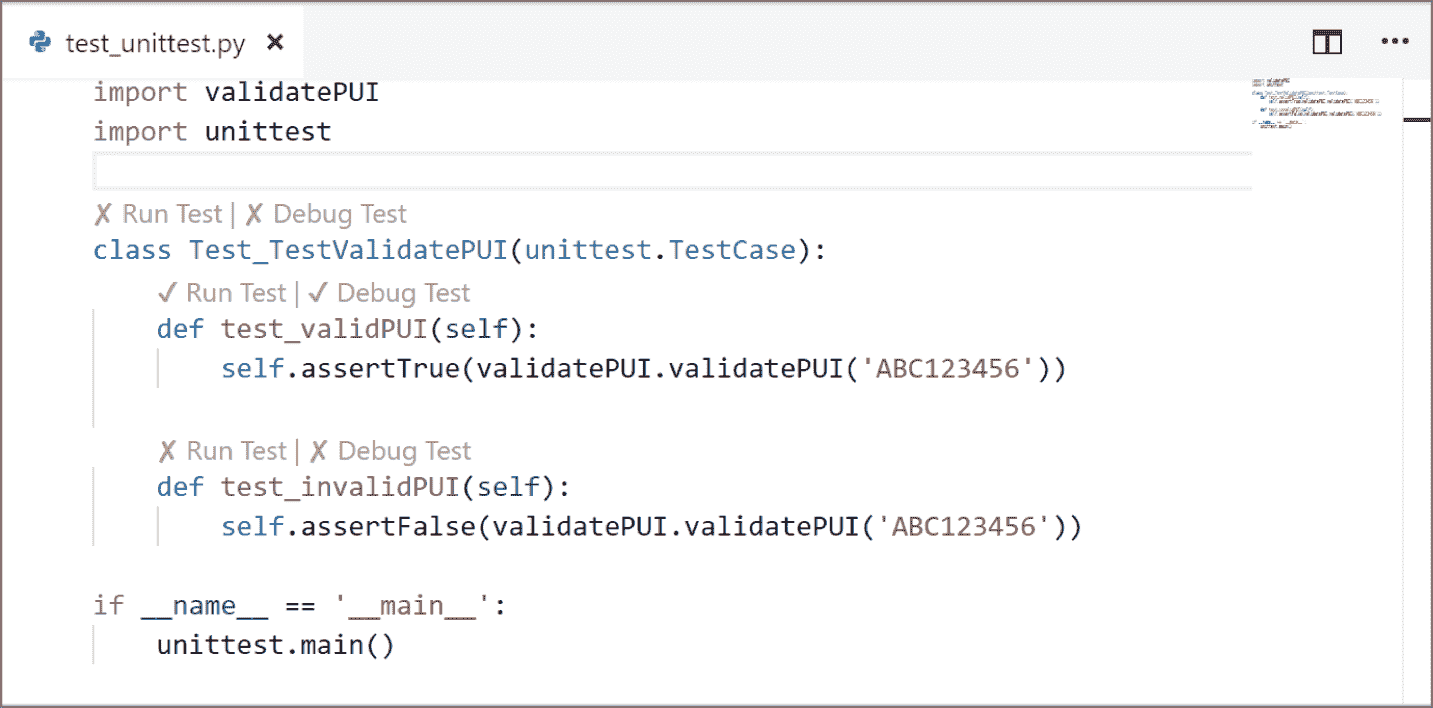 test_unittest.py ×
•••
import validatePUI
import unittest
✗ Run Test | ✗ Debug Test
class Test_TestValidatePUI(unittest.TestCase):
✓ Run Test | ✓ Debug Test
def test_validPUI(self):
self.assertTrue(validatePUI.validatePUI('ABC123456'))
✗ Run Test | ✗ Debug Test
def test_invalidPUI(self):
self.assertFalse(validatePUI.validatePUI('ABC123456'))
if __name__ == '__main__':
unittest.main()